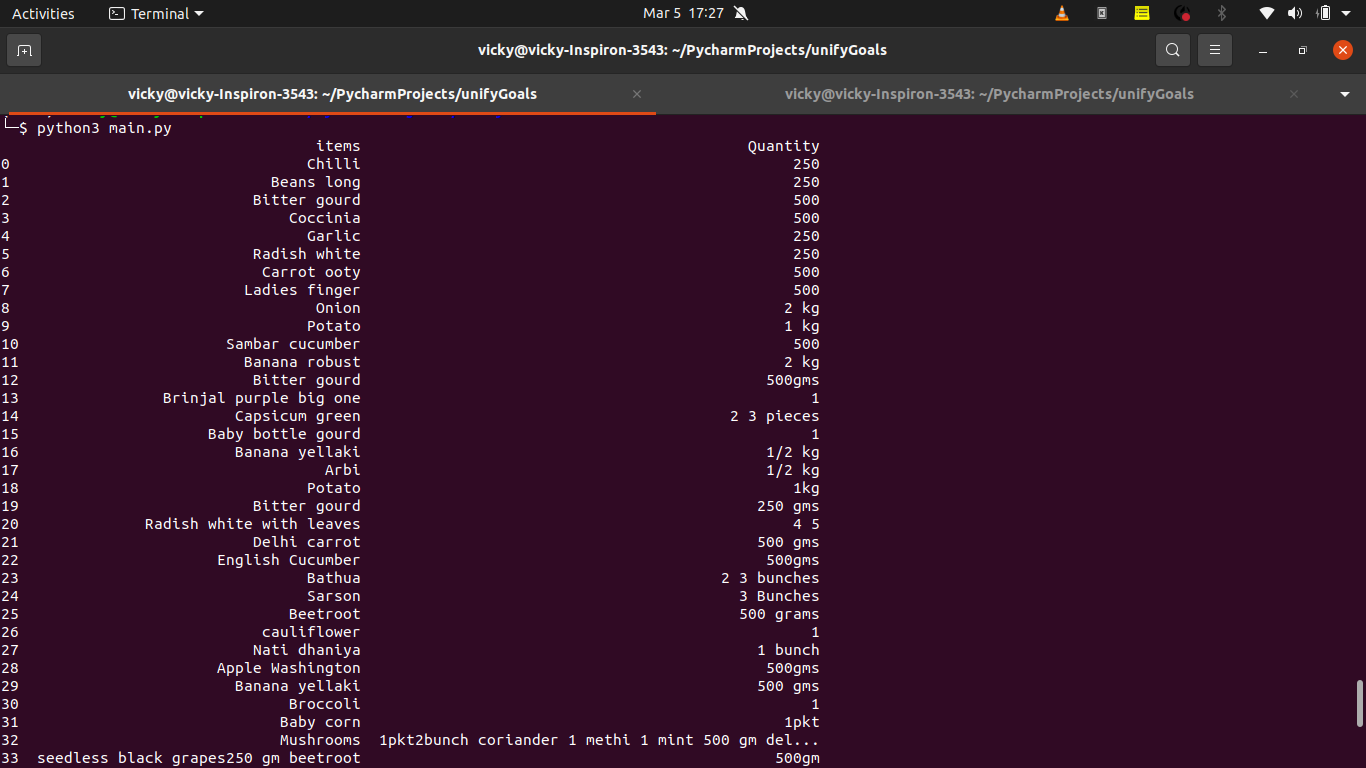 Activities Terminal Mar 5 17:27
vicky@vicky-Inspiron-3543: ~/PycharmProjects/unifyGoals
vicky@vicky-Inspiron-3543: ~/PycharmProjects/unifyGoals vicky@vicky-Inspiron-3543: ~/PycharmProjects/unifyGoals
└─$ python3 main.py
items Quantity
0 Chilli 250
1 Beans long 250
2 Bitter gourd 500
3 Coccinia 500
4 Garlic 250
5 Radish white 250
6 Carrot ooty 500
7 Ladies finger 500
8 Onion 2 kg
9 Potato 1 kg
10 Sambar cucumber 500
11 Banana robust 2 kg
12 Bitter gourd 500gms
13 Brinjal purple big one 1
14 Capsicum green 2 3 pieces
15 Baby bottle gourd 1
16 Banana yellaki 1/2 kg
17 Arbi 1/2 kg
18 Potato 1kg
19 Bitter gourd 250 gms
20 Radish white with leaves 4 5
21 Delhi carrot 500 gms
22 English Cucumber 500gms
23 Bathua 2 3 bunches
24 Sarson 3 Bunches
25 Beetroot 500 grams
26 cauliflower 1
27 Nati dhaniya 1 bunch
28 Apple Washington 500gms
29 Banana yellaki 500 gms
30 Broccoli 1
31 Baby corn 1pkt
32 Mushrooms 1pkt2bunch coriander 1 methi 1 mint 500 gm del...
33 seedless black grapes250 gm beetroot 500gm